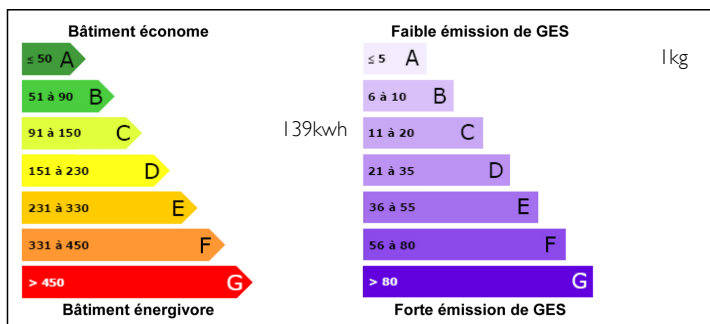 Bâtiment économe
≤ 50 A
51 à 90 B
91 à 150 C
139kwh
151 à 230 D
231 à 330 E
331 à 450 F
> 450 G
Bâtiment énergivore
Faible émission de GES
≤ 5 A
1kg
6 à 10 B
11 à 20 C
21 à 35 D
36 à 55 E
56 à 80 F
> 80 G
Forte émission de GES